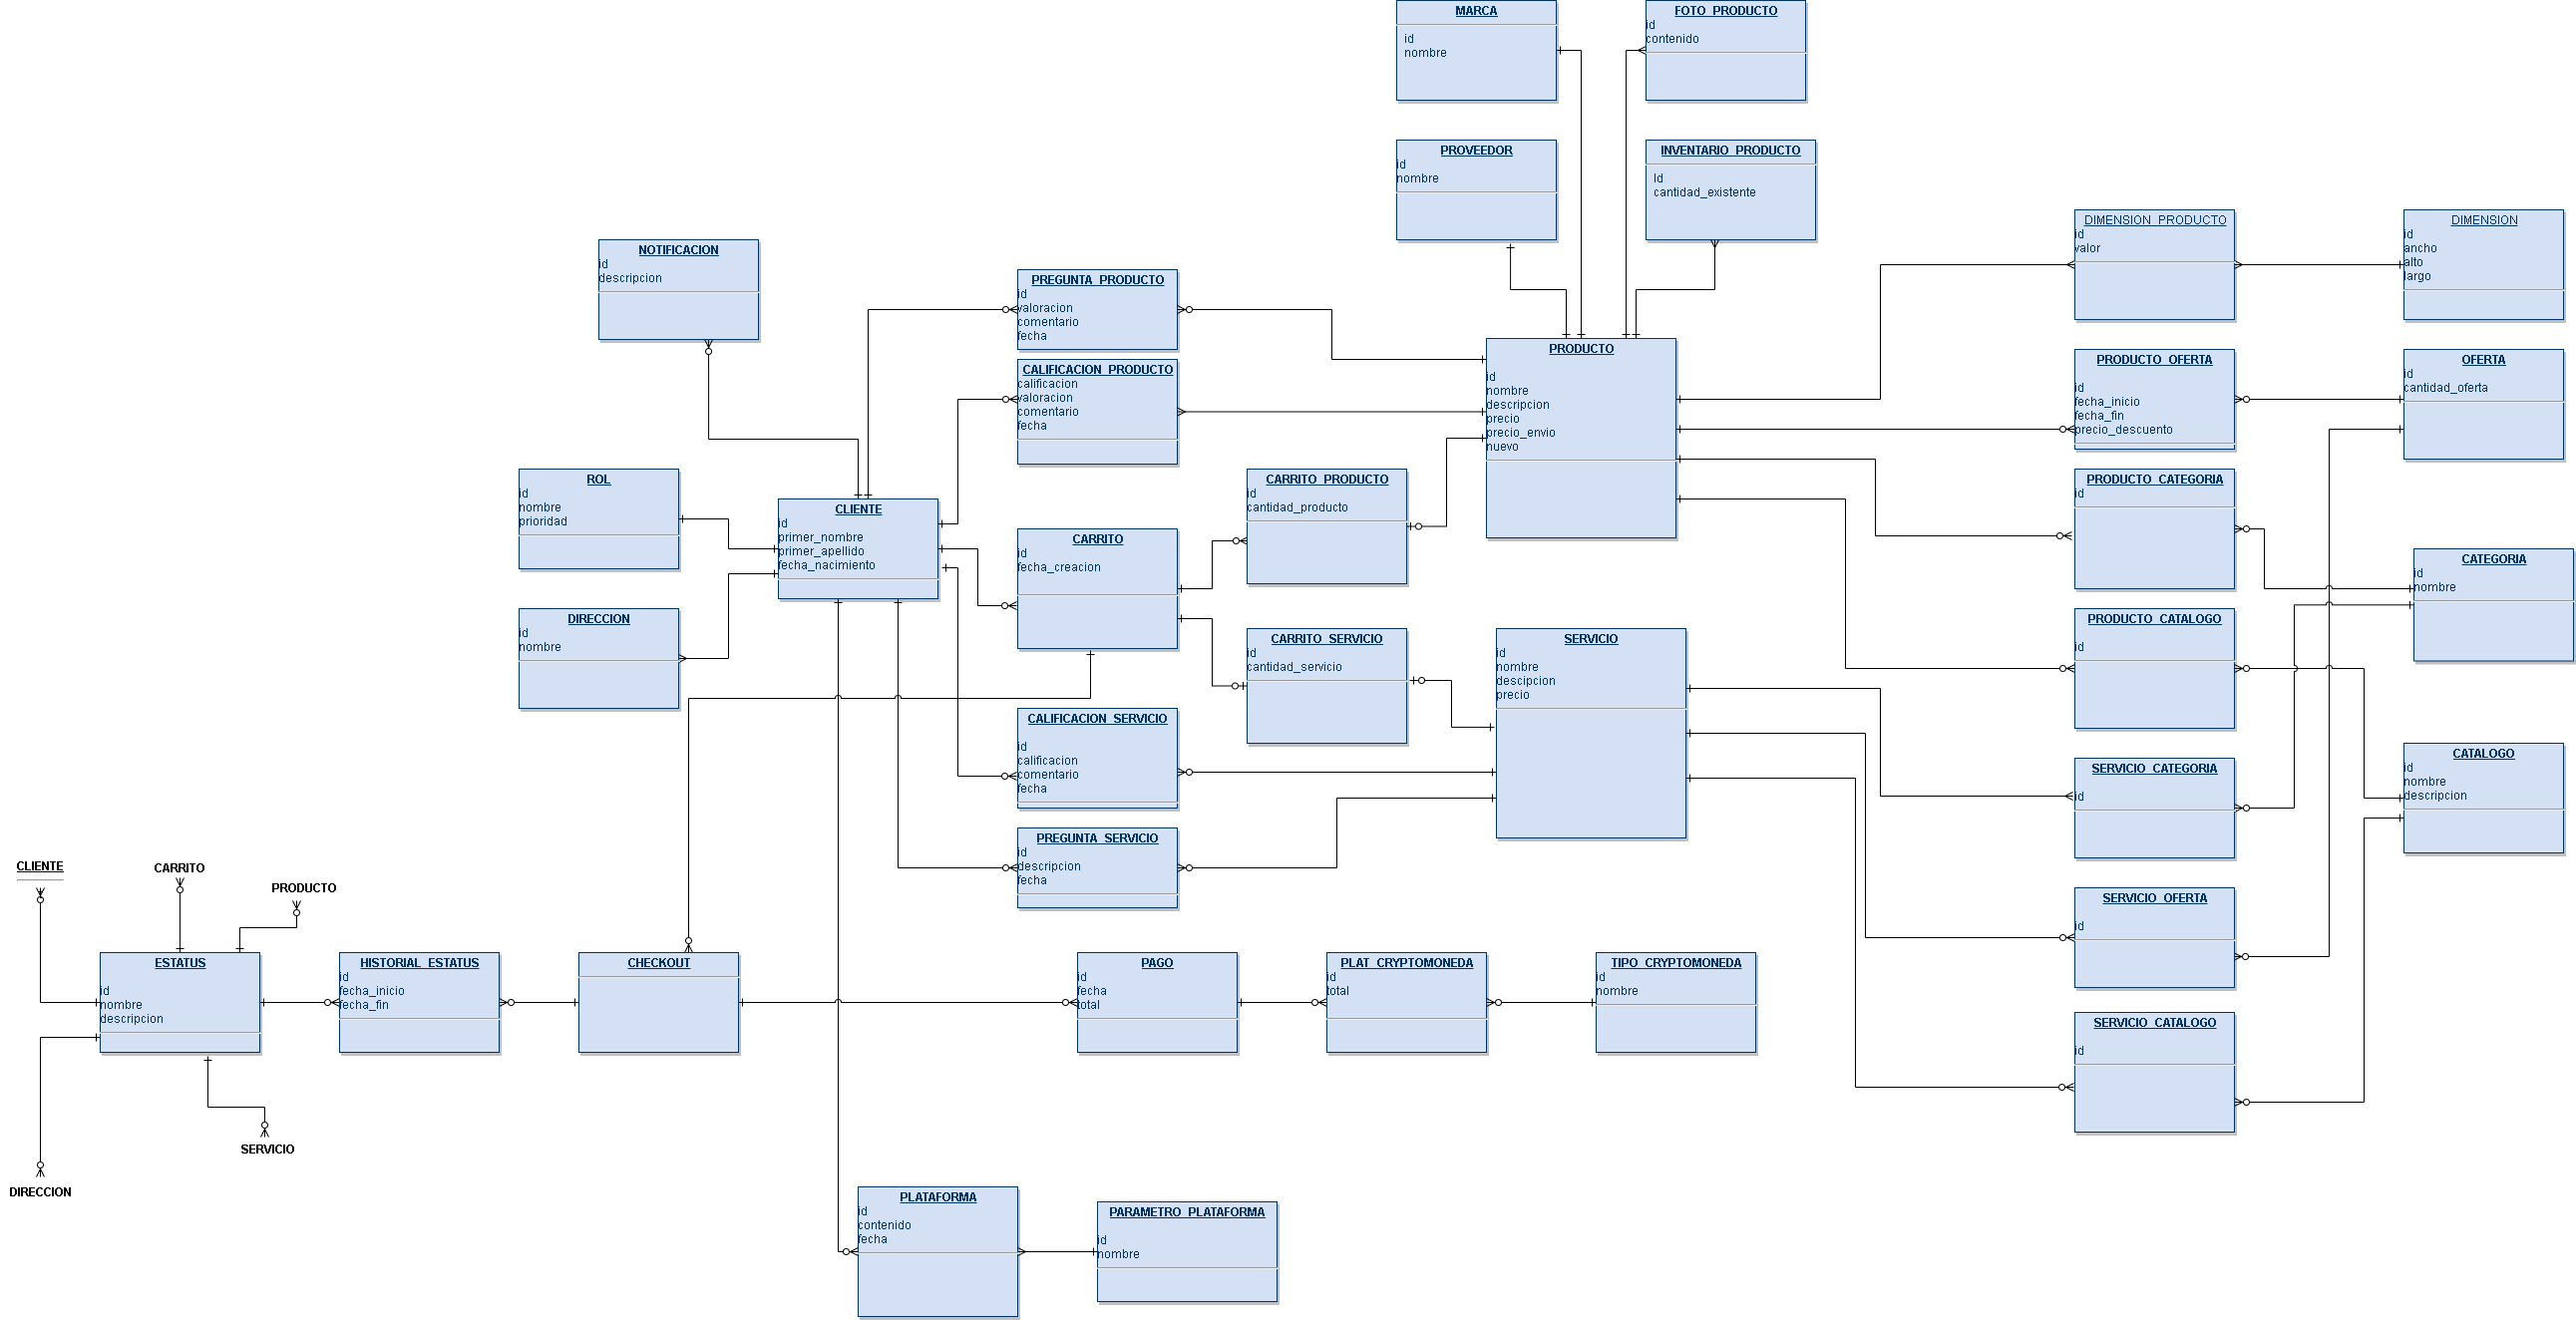 MARCA
id
nombre
FOTO_PRODUCTO
id
contenido
PROVEEDOR
id
nombre
INVENTARIO_PRODUCTO
Id
cantidad_existente
DIMENSION_PRODUCTO
id
valor
DIMENSION
id
ancho
alto
largo
NOTIFICACION
id
descripcion
PREGUNTA_PRODUCTO
id
valoracion
comentario
fecha
CALIFICACION_PRODUCTO
calificacion
valoracion
comentario
fecha
PRODUCTO
id
nombre
descripcion
precio
precio_envio
nuevo
PRODUCTO_OFERTA
id
fecha_inicio
fecha_fin
precio_descuento
OFERTA
id
cantidad_oferta
ROL
id
nombre
prioridad
CLIENTE
id
primer_nombre
primer_apellido
fecha_nacimiento
CARRITO
id
fecha_creacion
CARRITO_PRODUCTO
id
cantidad_producto
PRODUCTO_CATEGORIA
id
CATEGORIA
id
nombre
DIRECCION
id
nombre
CARRITO_SERVICIO
id
cantidad_servicio
SERVICIO
id
nombre
descipcion
precio
PRODUCTO_CATALOGO
id
CALIFICACION_SERVICIO
id
calificacion
comentario
fecha
SERVICIO_CATEGORIA
id
CATALOGO
id
nombre
descripcion
PREGUNTA_SERVICIO
id
descripcion
fecha
SERVICIO_OFERTA
id
CLIENTE
CARRITO
PRODUCTO
ESTATUS
id
nombre
descripcion
HISTORIAL_ESTATUS
id
fecha_inicio
fecha_fin
CHECKOUT
PAGO
id
fecha
total
PLAT_CRYPTOMONEDA
id
total
TIPO_CRYPTOMONEDA
id
nombre
SERVICIO_CATALOGO
id
SERVICIO
DIRECCION
PLATAFORMA
id
contenido
fecha
PARAMETRO_PLATAFORMA
id
nombre